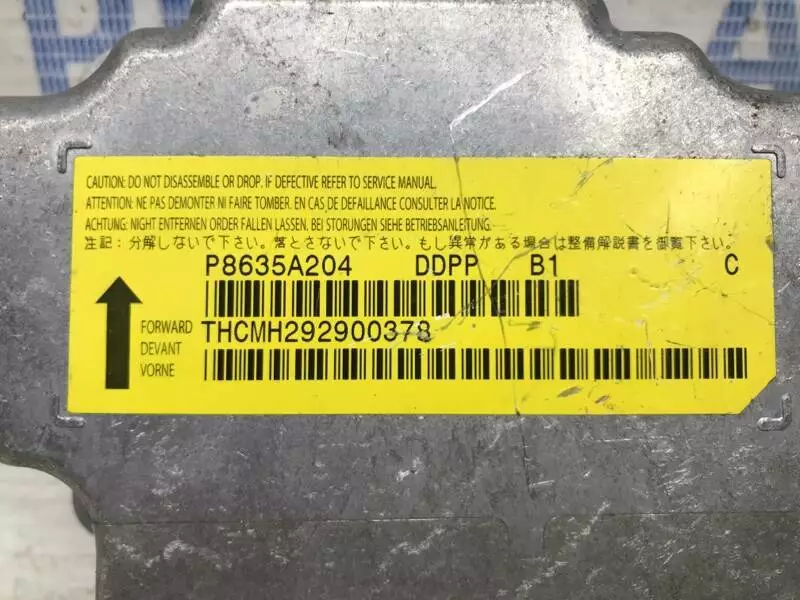 CAUTION: DO NOT DISASSEMBLE OR DROP. IF DEFECTIVE REFER TO SERVICE MANUAL.
ATTENTION: NE PAS DEMONTER NI FAIRE TOMBER. EN CAS DE DEFAILLANCE CONSULTER LA NOTICE.
ACHTUNG: NIGHT ENTFERNEN ORDER FALLEN LASSEN. BEI STORUNGEN SIEHE BETRIEBSANLEITUNG.
注記: 分解しないで下さい。落とさないで下さい。もし異常がある場合は整備解説書を御覧下さい。
P8635A204 DDPP B1 C
FORWARD THCMH292900378
DEVANT
VORNE